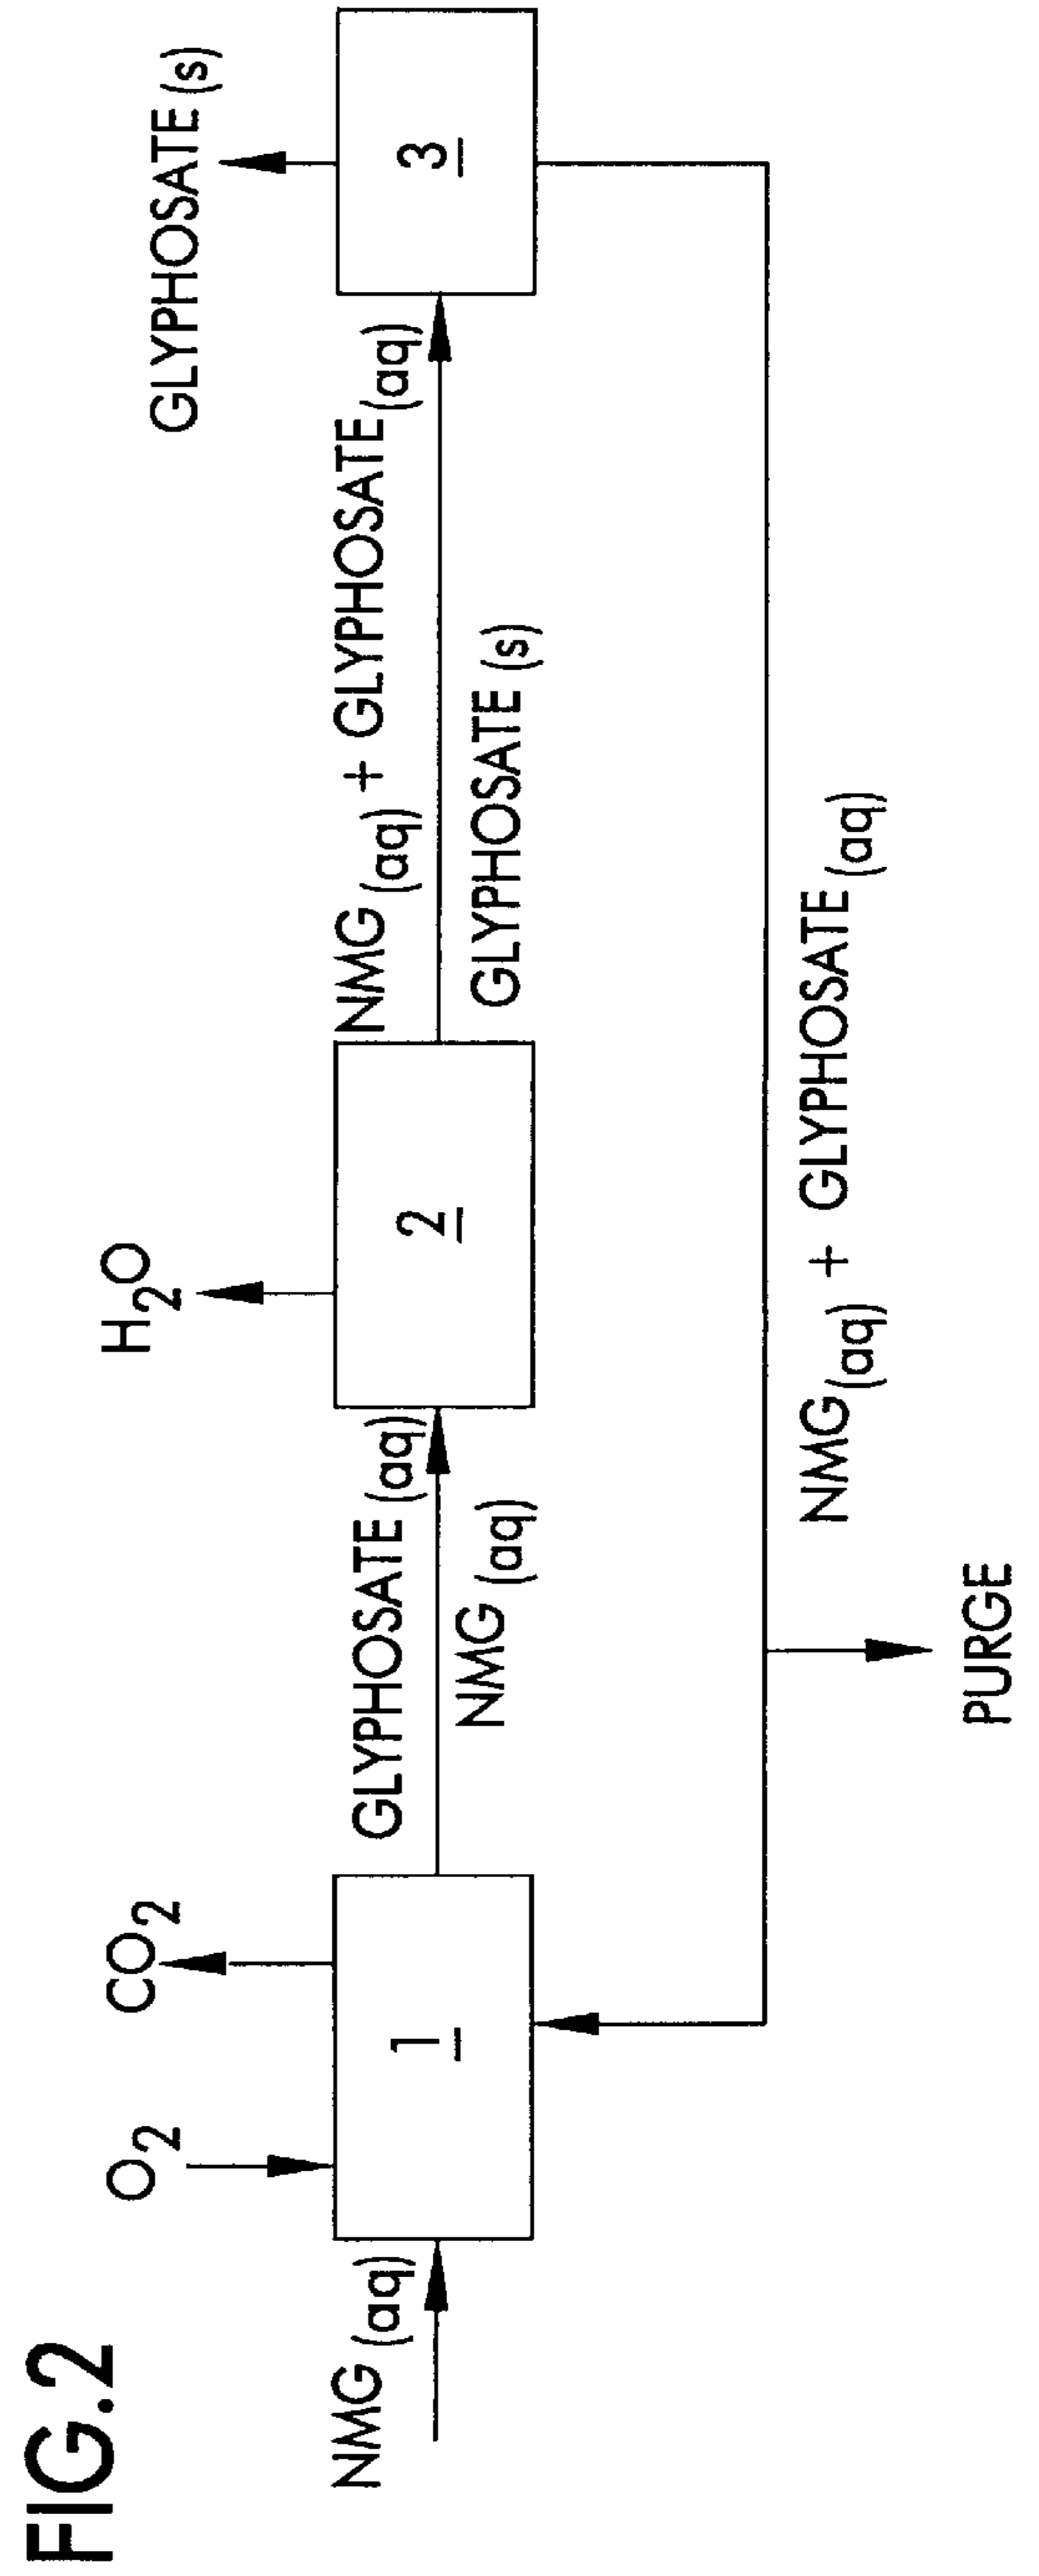 FIG.2
O2
CO2
H2O
GLYPHOSATE (s)
NMG (aq)
1
GLYPHOSATE (aq)
NMG (aq)
2
NMG (aq) + GLYPHOSATE (aq)
GLYPHOSATE (s)
3
NMG (aq) + GLYPHOSATE (aq)
PURGE